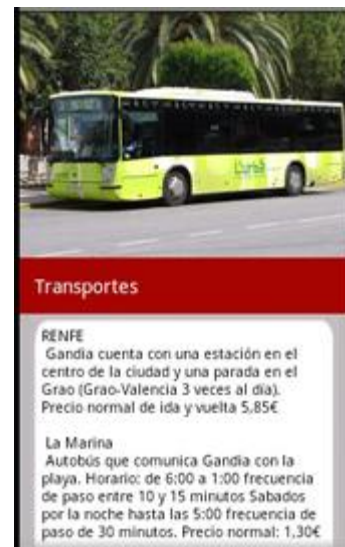 Transportes
RENFE
Gandia cuenta con una estación en el
centro de la ciudad y una parada en el
Grao (Grao-Valencia 3 veces al día).
Precio normal de ida y vuelta 5,85€
La Marina
Autobús que comunica Gandia con la
playa. Horario: de 6:00 a 1:00 frecuencia
de paso entre 10 y 15 minutos Sabados
por la noche hasta las 5:00 frecuencia de
paso de 30 minutos. Precio normal: 1,30€